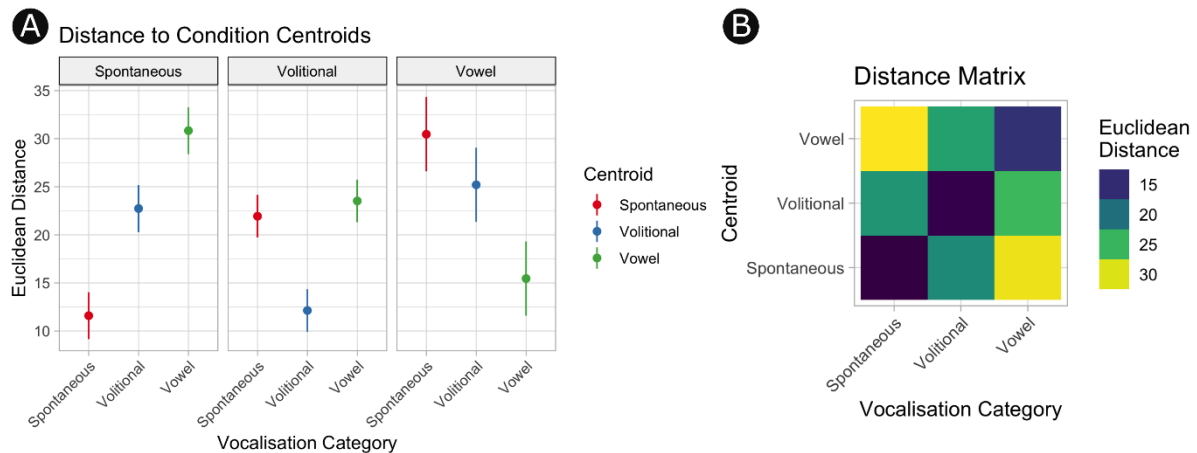 A
Distance to Condition Centroids
Spontaneous
Volitional
Vowel
35
30
25
20
15
10
Euclidean Distance
Spontaneous
Volitional
Vowel
Spontaneous
Volitional
Vowel
Spontaneous
Volitional
Vowel
Vocalisation Category
Centroid
Spontaneous
Volitional
Vowel
B
Distance Matrix
Vowel
Volitional
Spontaneous
Centroid
Spontaneous
Volitional
Vowel
Vocalisation Category
Euclidean
Distance
15
20
25
30